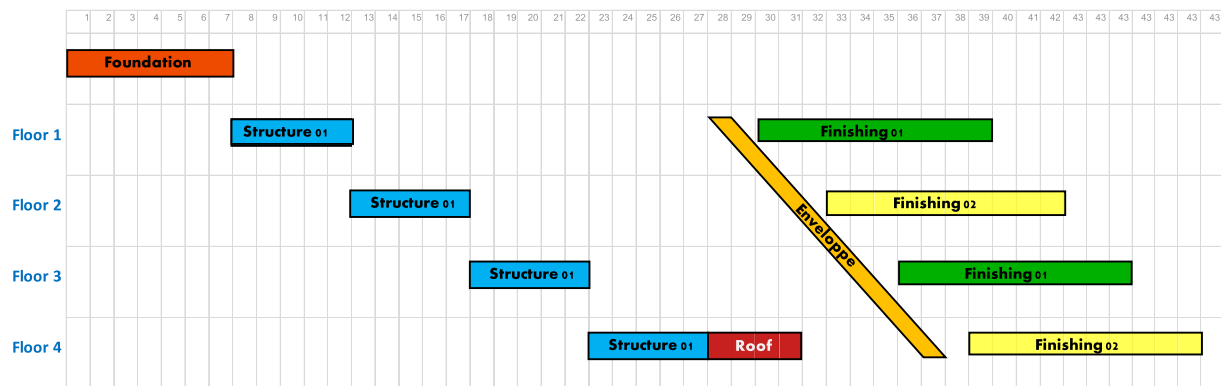 1 2 3 4 5 6 7 8 9 10 11 12 13 14 15 16 17 18 19 20 21 22 23 24 25 26 27 28 29 30 31 32 33 34 35 36 37 38 39 40 41 42 43 43 43 43 43 43 43
Foundation
Floor 1 Structure 01 Finishing 01
Floor 2 Structure 01 Finishing 02
Enveloppe
Floor 3 Structure 01 Finishing 01
Floor 4 Structure 01 Roof Finishing 02